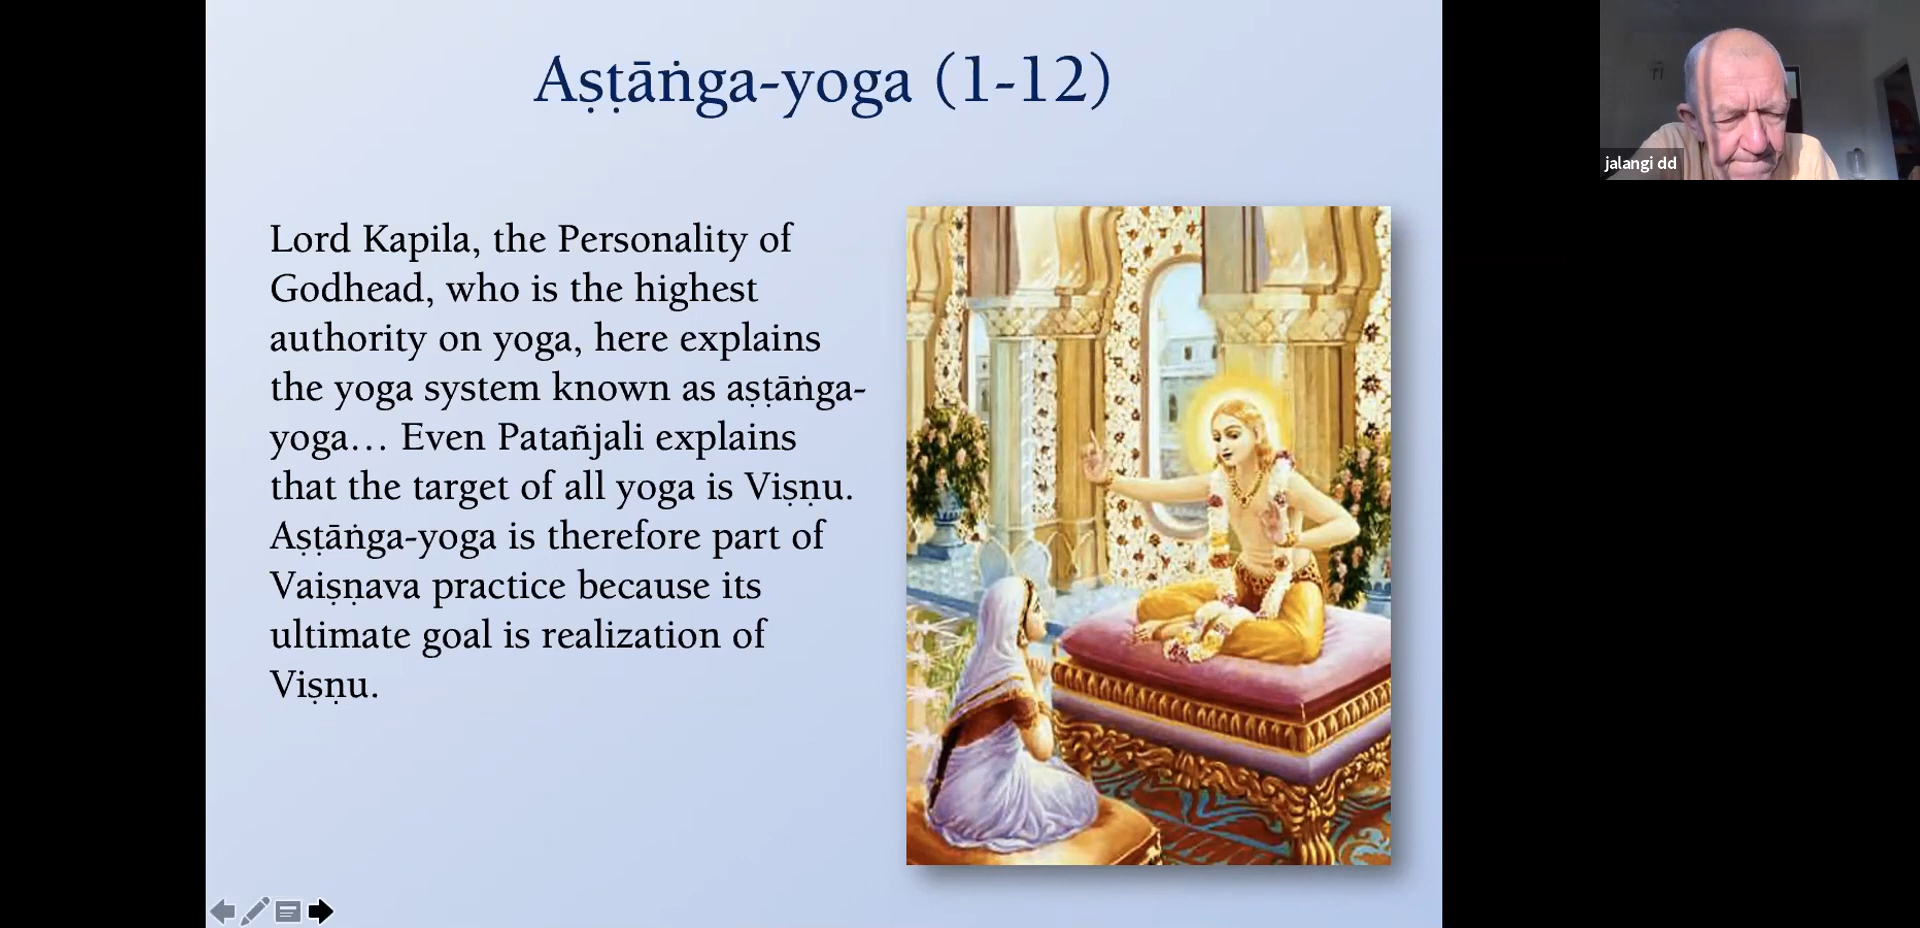 Aṣṭāṅga-yoga (1-12)
Lord Kapila, the Personality of
Godhead, who is the highest
authority on yoga, here explains
the yoga system known as aṣṭāṅga-
yoga… Even Patañjali explains
that the target of all yoga is Viṣṇu.
Aṣṭāṅga-yoga is therefore part of
Vaiṣṇava practice because its
ultimate goal is realization of
Viṣṇu.
jalangi dd